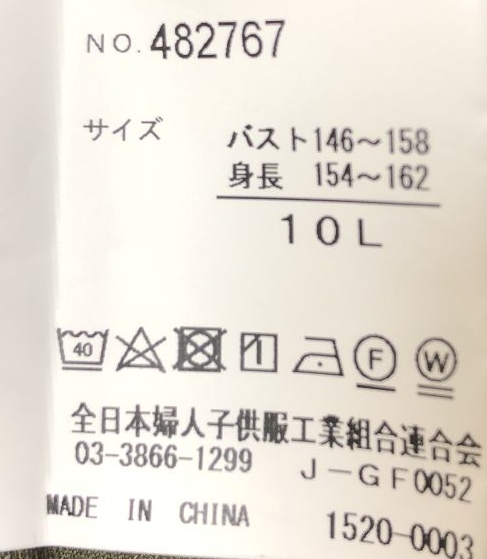 NO. 482767
サイズ
バスト146～158
身長 154～162
10L
40
F
W
全日本婦人子供服工業組合連合会
03-3866-1299
J-GF0052
MADE IN CHINA
1520-0003